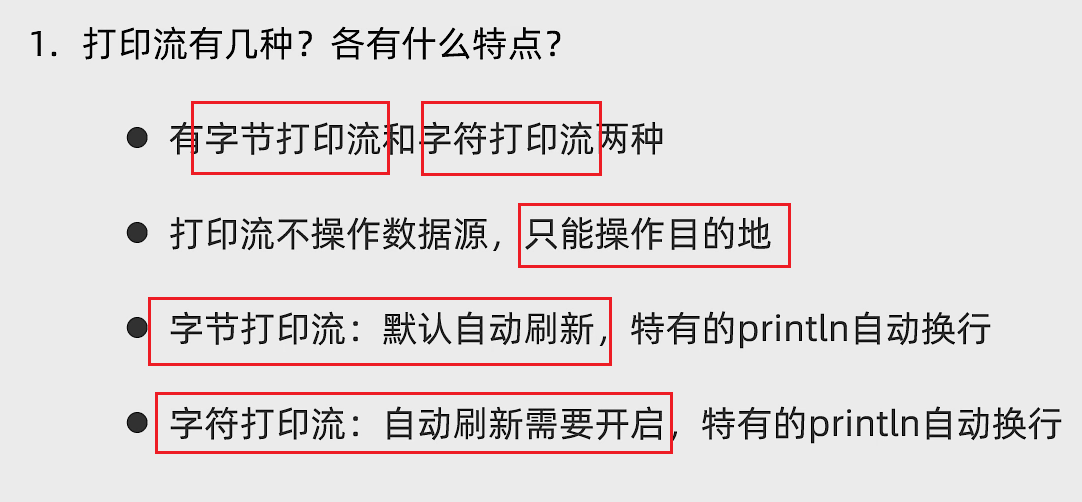 1. 打印流有几种？各有什么特点？
● 有字节打印流和字符打印流两种
● 打印流不操作数据源，只能操作目的地
● 字节打印流：默认自动刷新，特有的println自动换行
● 字符打印流：自动刷新需要开启，特有的println自动换行